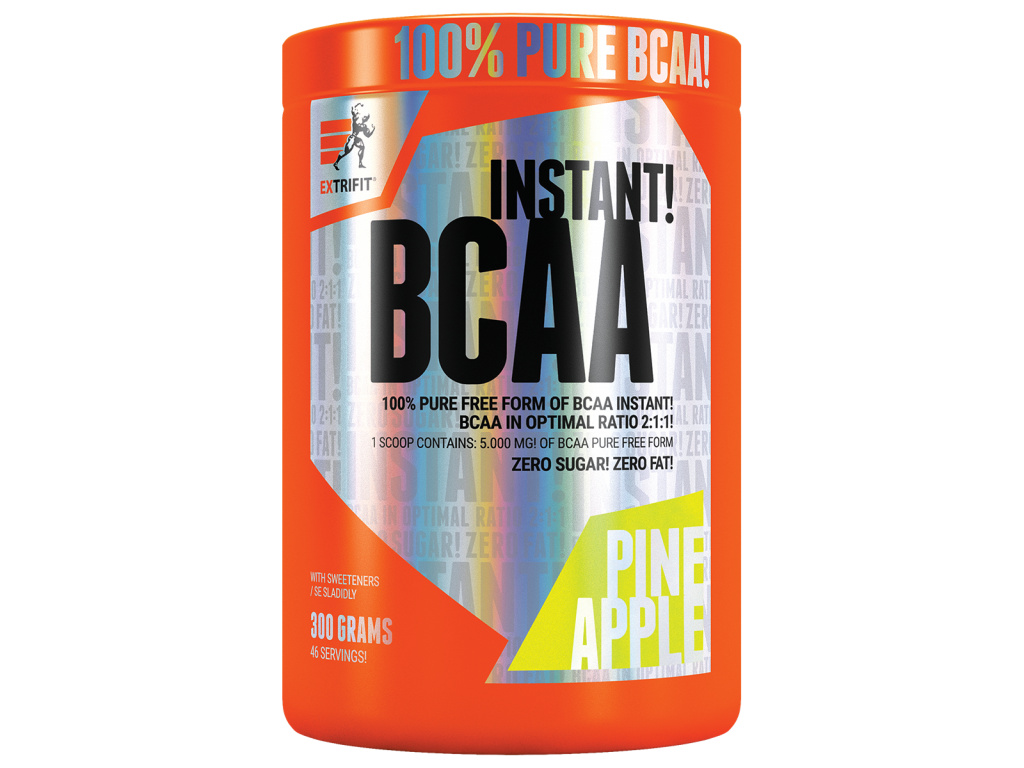 100% PURE BCAA!
EXTRIFIT®
INSTANT!
BCAA
100% PURE FREE FORM OF BCAA INSTANT!
BCAA IN OPTIMAL RATIO 2:1:1!
1 SCOOP CONTAINS: 5.000 MG! OF BCAA PURE FREE FORM
ZERO SUGAR! ZERO FAT!
PINE
APPLE
WITH SWEETENERS
/ SE SLADIDLY
300 GRAMS
46 SERVINGS!